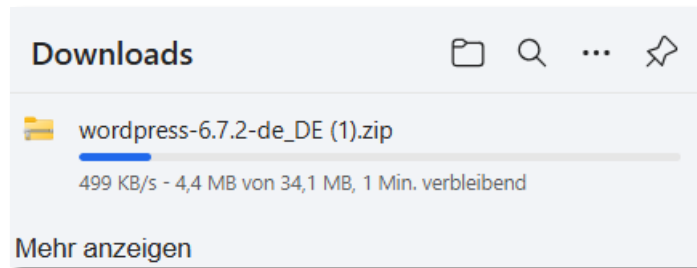 Downloads
wordpress-6.7.2-de_DE (1).zip
499 KB/s - 4,4 MB von 34,1 MB, 1 Min. verbleibend
Mehr anzeigen